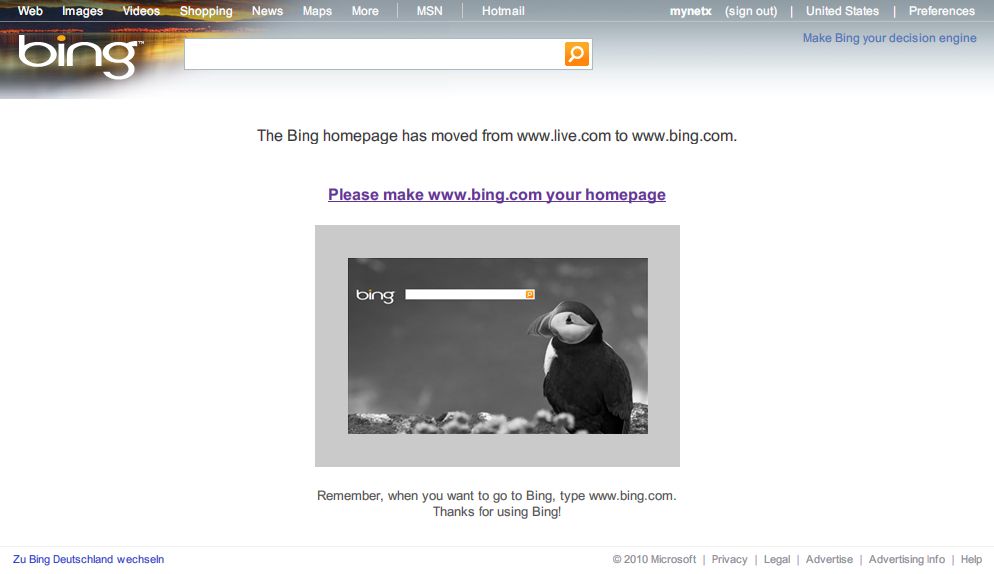 Web Images Videos Shopping News Maps More | MSN | Hotmail mynetx (sign out) | United States | Preferences
bing™
Make Bing your decision engine
The Bing homepage has moved from www.live.com to www.bing.com.
Please make www.bing.com your homepage
bing
Remember, when you want to go to Bing, type www.bing.com.
Thanks for using Bing!
Zu Bing Deutschland wechseln © 2010 Microsoft | Privacy | Legal | Advertise | Advertising Info | Help